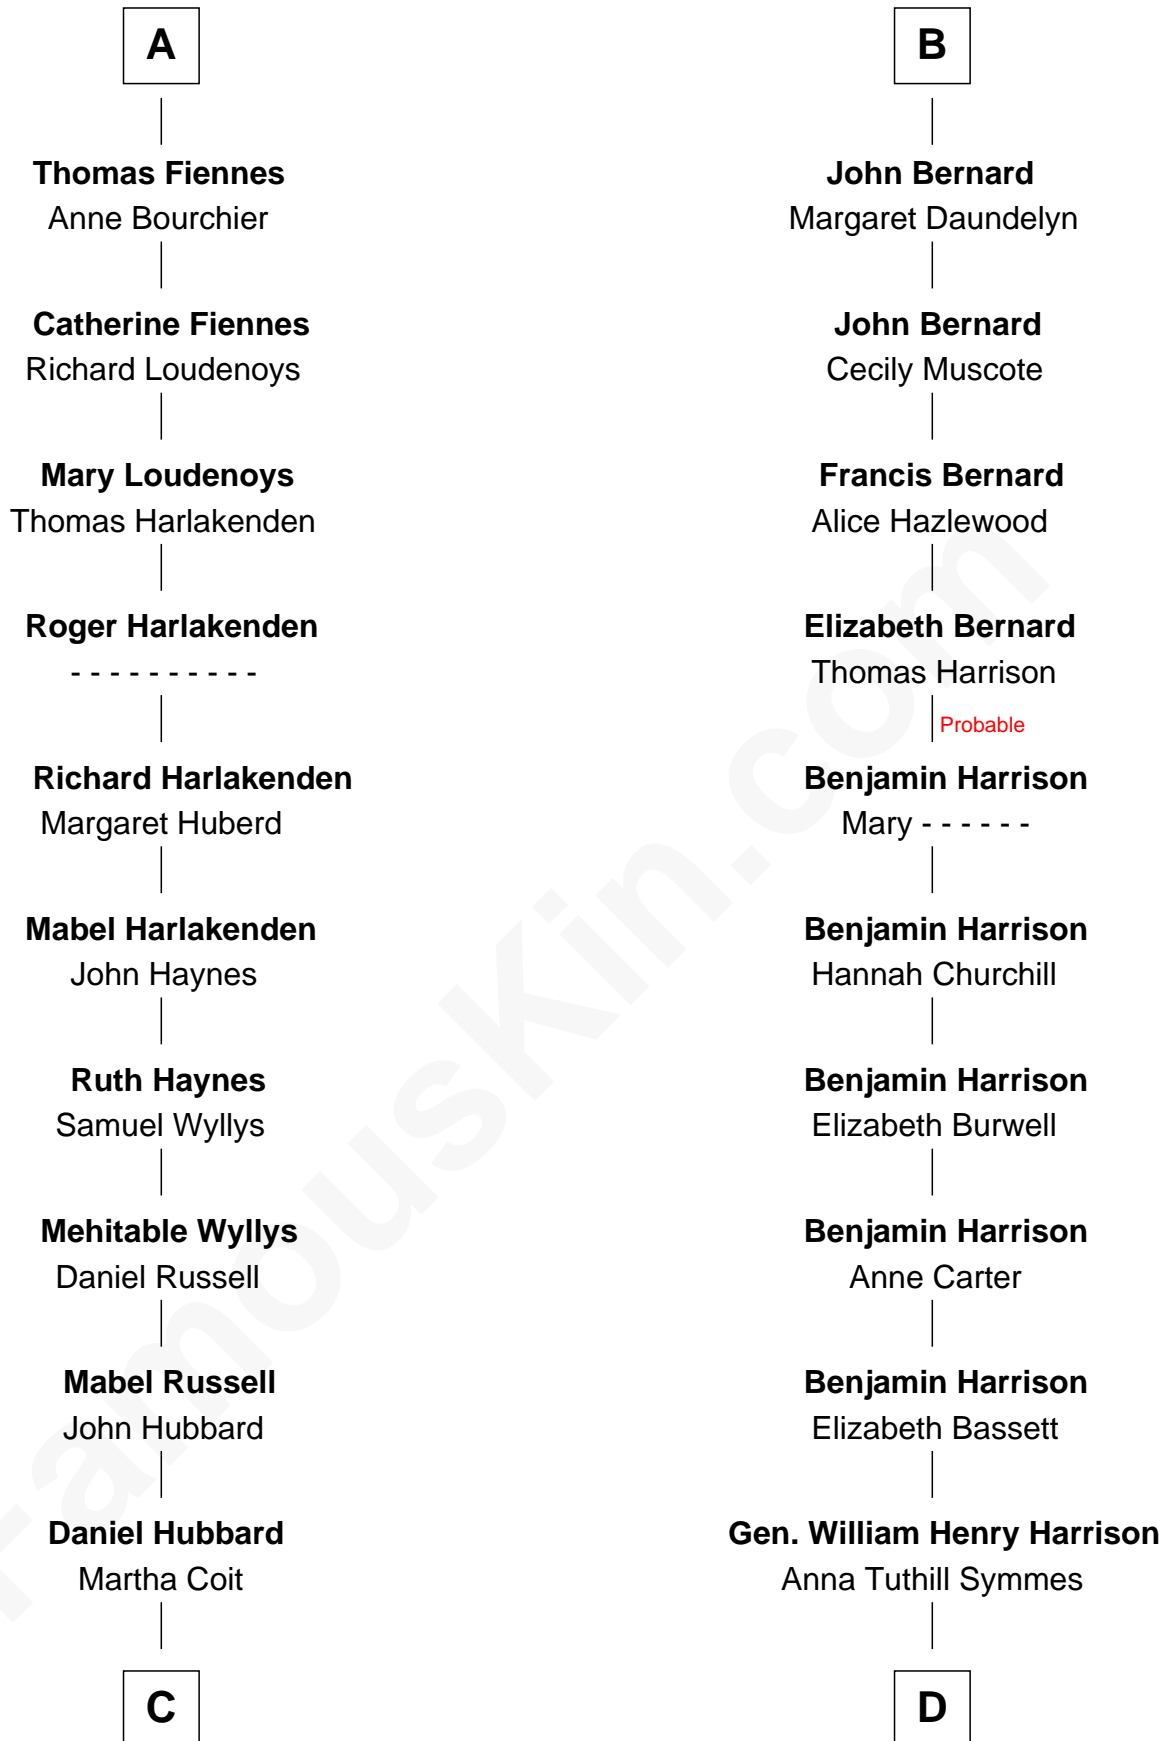 A
Thomas Fiennes
Anne Bourchier
Catherine Fiennes
Richard Loudenoys
Mary Loudenoys
Thomas Harlakenden
Roger Harlakenden
- - - - - - - - - -
Richard Harlakenden
Margaret Huberd
Mabel Harlakenden
John Haynes
Ruth Haynes
Samuel Wyllys
Mehitable Wyllys
Daniel Russell
Mabel Russell
John Hubbard
Daniel Hubbard
Martha Coit
C
B
John Bernard
Margaret Daundelyn
John Bernard
Cecily Muscote
Francis Bernard
Alice Hazlewood
Elizabeth Bernard
Thomas Harrison
Probable
Benjamin Harrison
Mary - - - - - -
Benjamin Harrison
Hannah Churchill
Benjamin Harrison
Elizabeth Burwell
Benjamin Harrison
Anne Carter
Benjamin Harrison
Elizabeth Bassett
Gen. William Henry Harrison
Anna Tuthill Symmes
D
FamousKin.com